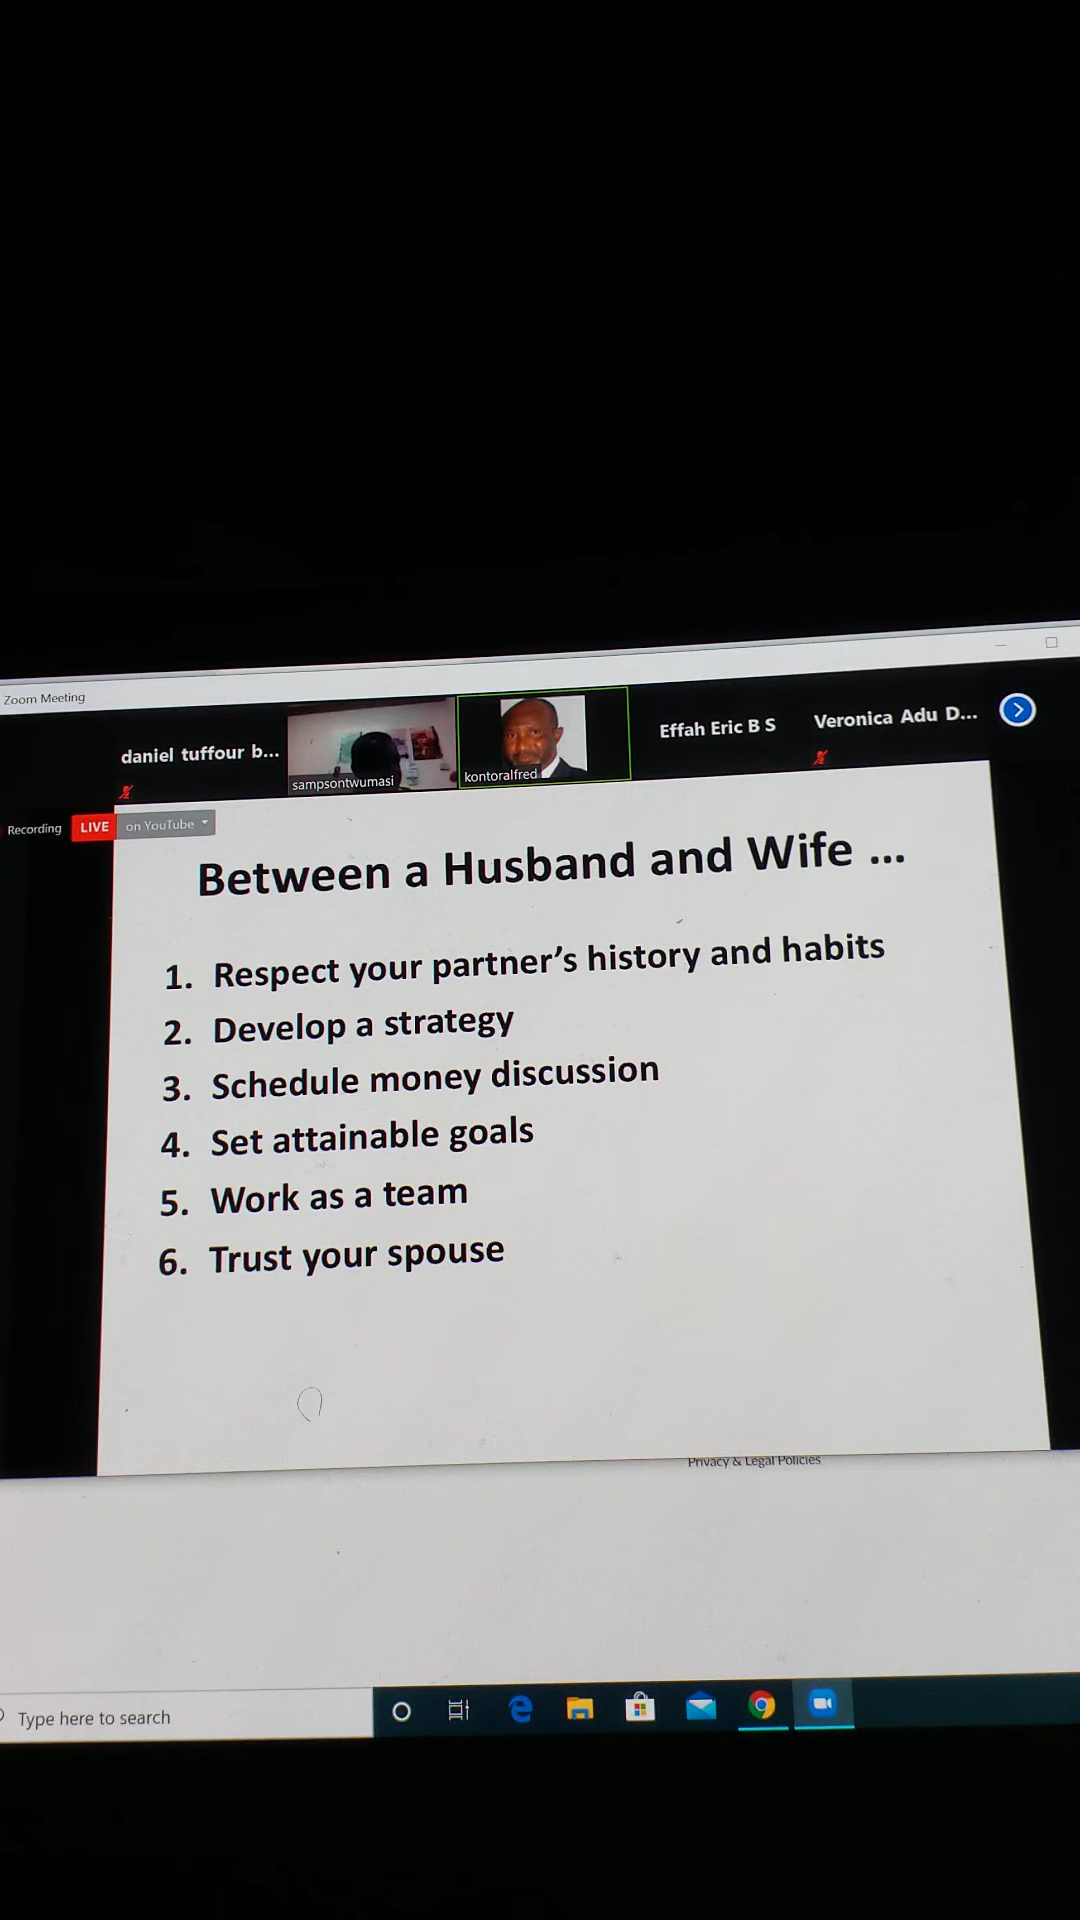 Zoom Meeting
daniel tuffour b...
sampsontwumasi
kontoralfred
Effah Eric B S
Veronica Adu D...
Recording
LIVE
on YouTube
Between a Husband and Wife ...
1. Respect your partner's history and habits
2. Develop a strategy
3. Schedule money discussion
4. Set attainable goals
5. Work as a team
6. Trust your spouse
Privacy & Legal Policies
Type here to search